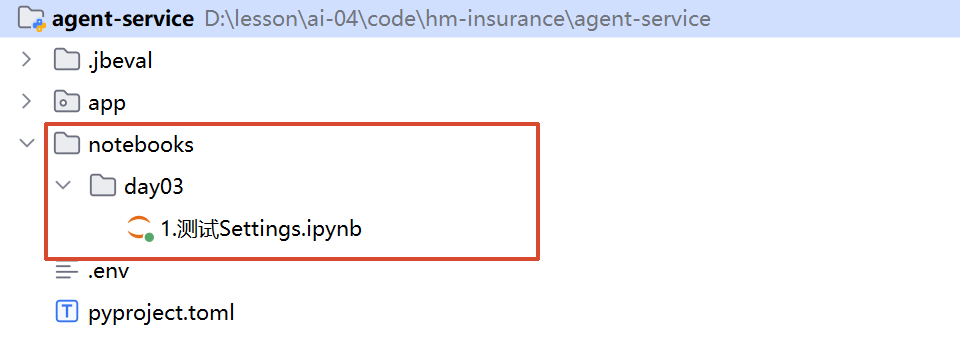 agent-service D:\lesson\ai-04\code\hm-insurance\agent-service
.jbeval
app
notebooks
day03
1.测试Settings.ipynb
.env
T pyproject.toml